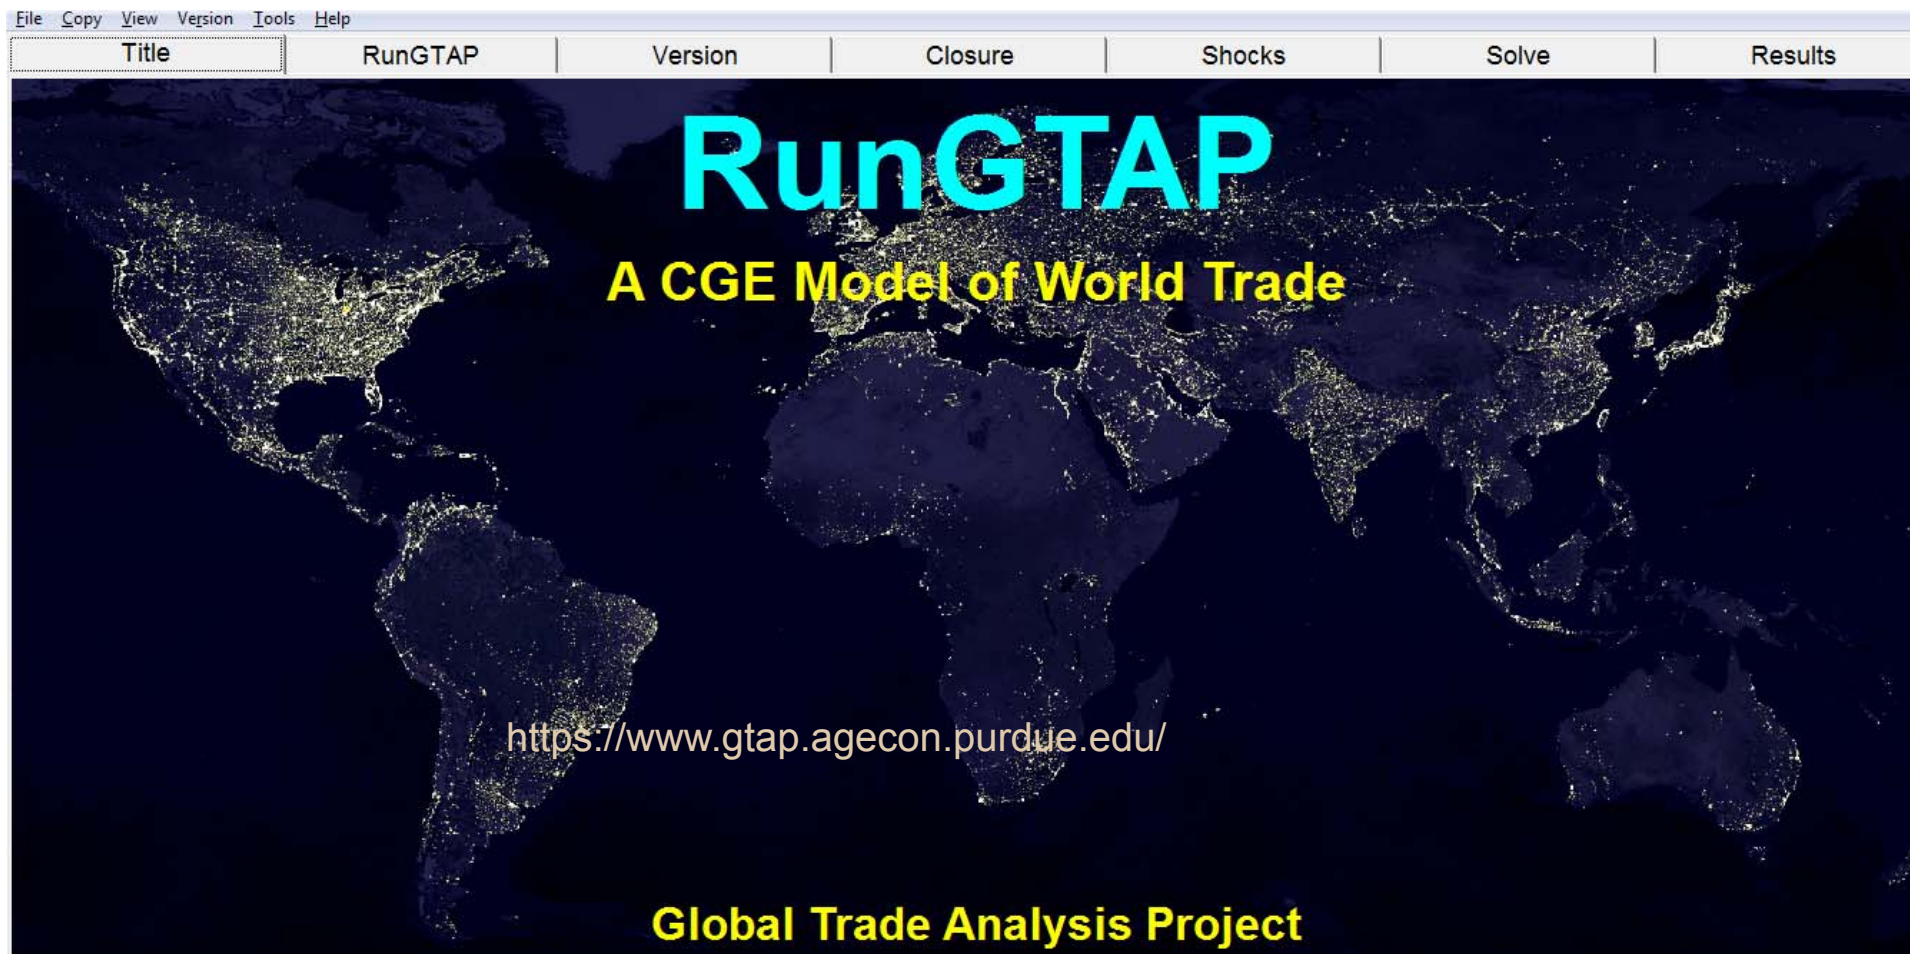 File Copy View Version Tools Help
Title RunGTAP Version Closure Shocks Solve Results
RunGTAP
A CGE Model of World Trade
https://www.gtap.agecon.purdue.edu/
Global Trade Analysis Project